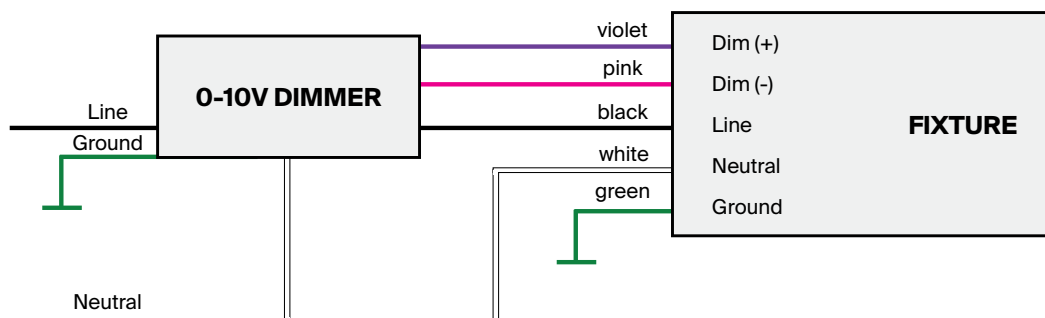 violet
Dim (+)
pink
Dim (-)
0-10V DIMMER
Line
black
Line
FIXTURE
Ground
white
Neutral
green
Ground
Neutral